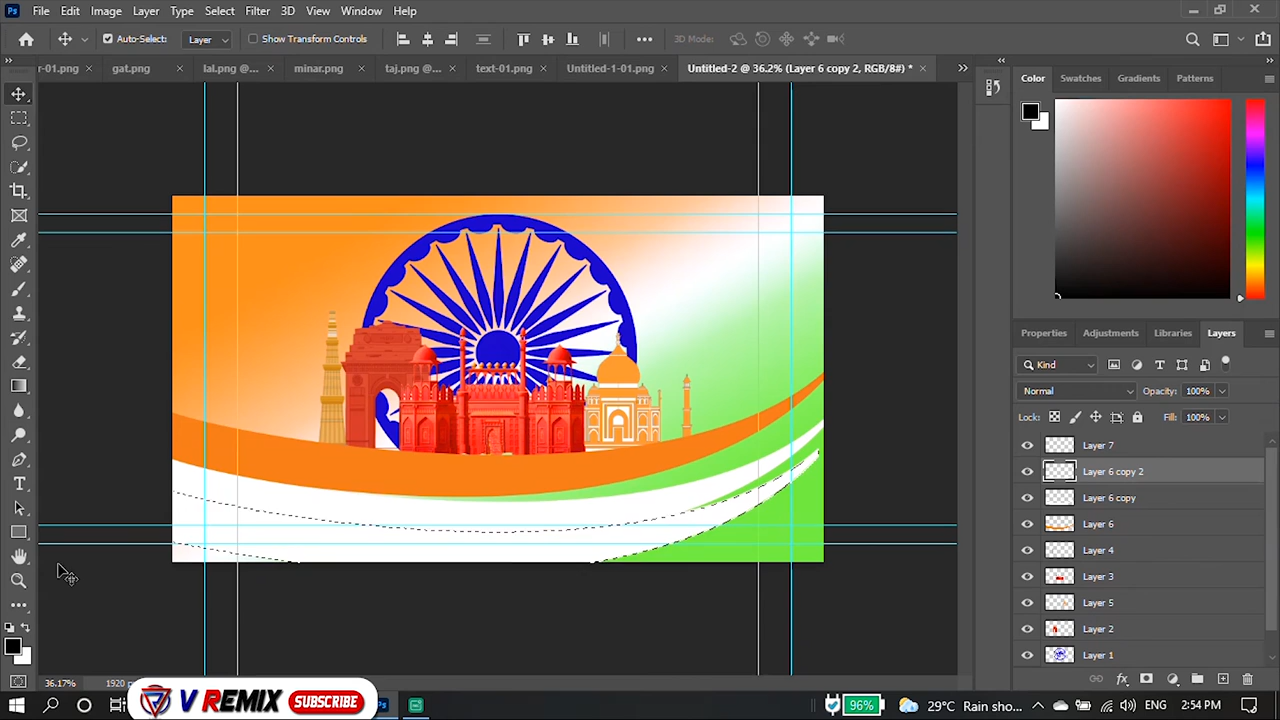 Ps File Edit Image Layer Type Select Filter 3D View Window Help
Auto-Select: Layer Show Transform Controls 3D Mode:
r-01.png gat.png lal.png @... minar.png taj.png @... text-01.png Untitled-1-01.png Untitled-2 @ 36.2% (Layer 6 copy 2, RGB/8#) *
Color Swatches Gradients Patterns
Properties Adjustments Libraries Layers
Kind
Normal Opacity: 100%
Lock: Fill: 100%
Layer 7
Layer 6 copy 2
Layer 6 copy
Layer 6
Layer 4
Layer 3
Layer 5
Layer 2
Layer 1
36.17% 1920
V REMIX SUBSCRIBE
96% 29°C Rain sho... ENG 2:54 PM